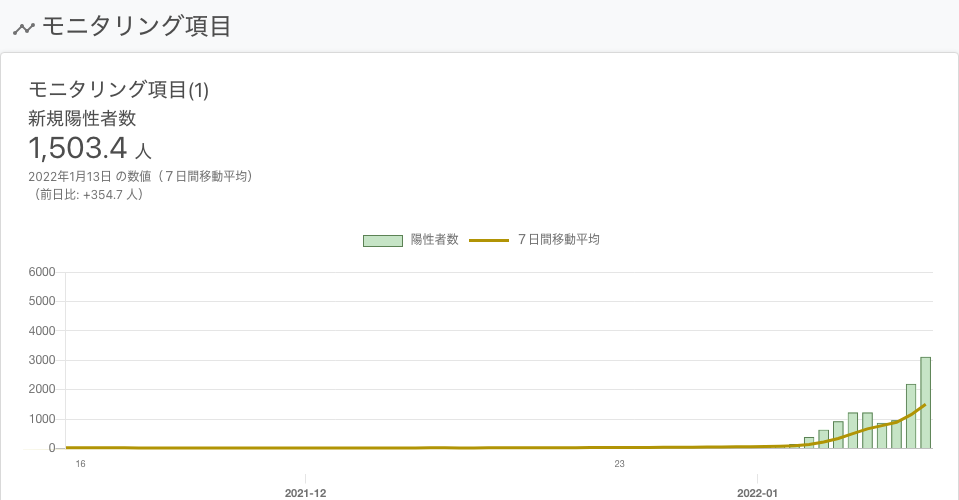 モニタリング項目
モニタリング項目(1)
新規陽性者数
1,503.4 人
2022年1月13日 の数値（７日間移動平均）
（前日比: +354.7 人）
陽性者数 ７日間移動平均
6000
5000
4000
3000
2000
1000
0
16 23
2021-12 2022-01